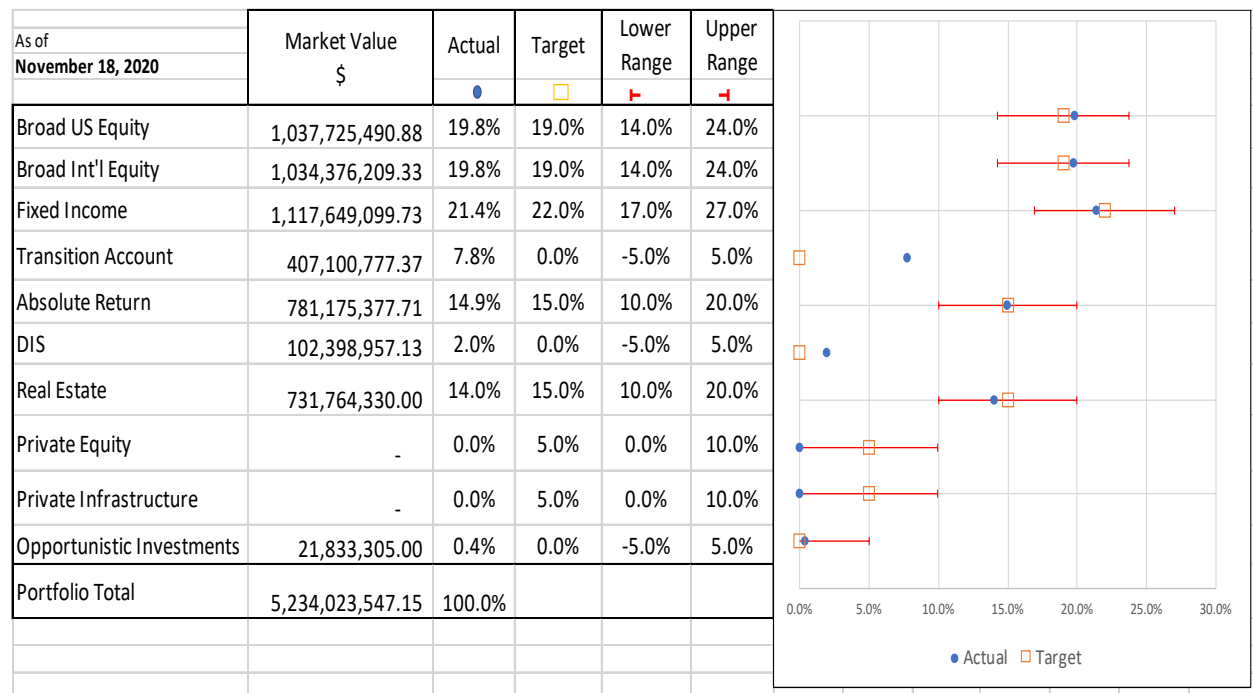 As of
November 18, 2020
Market Value
$
Actual
Target
Lower
Range
Upper
Range
Broad US Equity 1,037,725,490.88 19.8% 19.0% 14.0% 24.0%
Broad Int'l Equity 1,034,376,209.33 19.8% 19.0% 14.0% 24.0%
Fixed Income 1,117,649,099.73 21.4% 22.0% 17.0% 27.0%
Transition Account 407,100,777.37 7.8% 0.0% -5.0% 5.0%
Absolute Return 781,175,377.71 14.9% 15.0% 10.0% 20.0%
DIS 102,398,957.13 2.0% 0.0% -5.0% 5.0%
Real Estate 731,764,330.00 14.0% 15.0% 10.0% 20.0%
Private Equity - 0.0% 5.0% 0.0% 10.0%
Private Infrastructure - 0.0% 5.0% 0.0% 10.0%
Opportunistic Investments 21,833,305.00 0.4% 0.0% -5.0% 5.0%
Portfolio Total 5,234,023,547.15 100.0%
0.0% 5.0% 10.0% 15.0% 20.0% 25.0% 30.0%
Actual Target